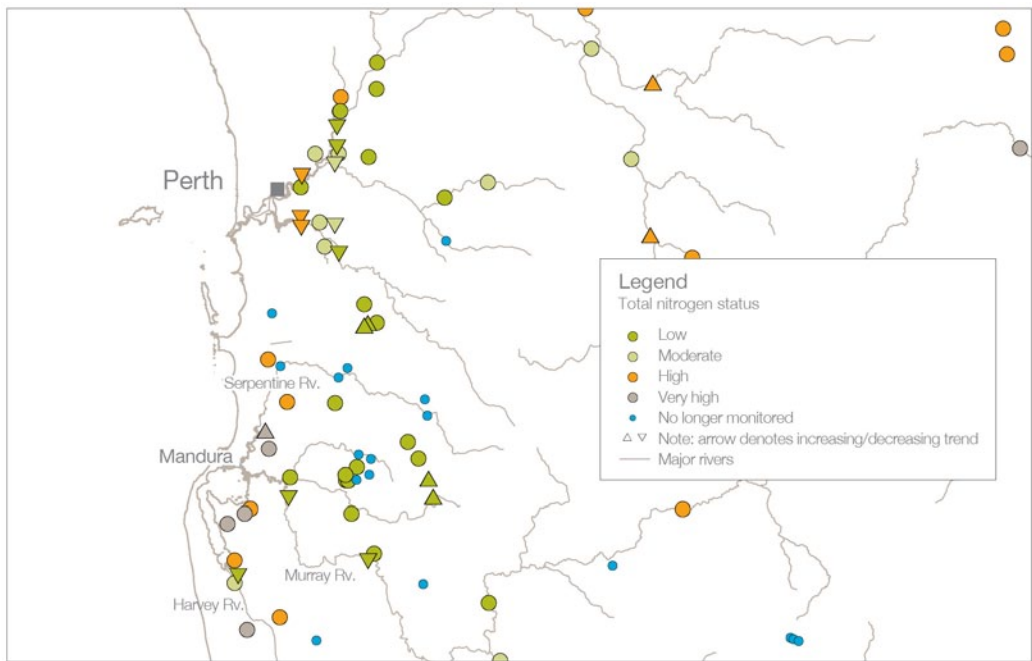 Perth
Legend
Total nitrogen status
Low
Moderate
High
Very high
No longer monitored
Note: arrow denotes increasing/decreasing trend
Major rivers
Serpentine Rv.
Mandura
Murray Rv.
Harvey Rv.